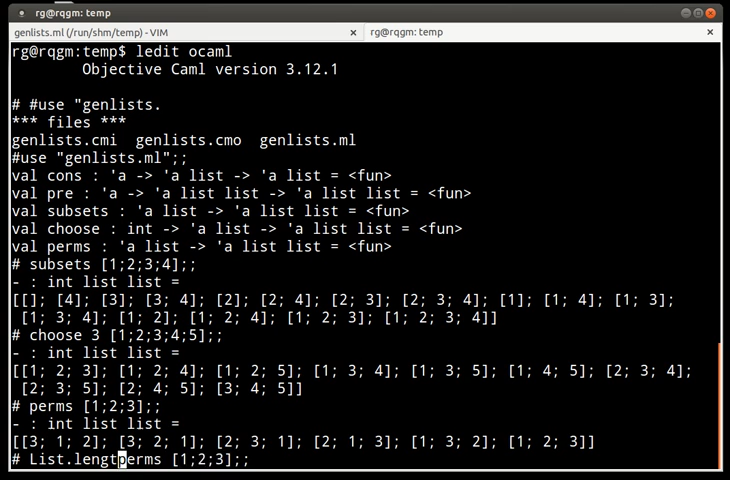 rg@rqgm: temp
genlists.ml (/run/shm/temp) - VIM
rg@rqgm: temp
rg@rqgm:temp$ ledit ocaml
Objective Caml version 3.12.1
# #use "genlists.
*** files ***
genlists.cmi genlists.cmo genlists.ml
#use "genlists.ml";;
val cons : 'a -> 'a list -> 'a list = <fun>
val pre : 'a -> 'a list list -> 'a list list = <fun>
val subsets : 'a list -> 'a list list = <fun>
val choose : int -> 'a list -> 'a list list = <fun>
val perms : 'a list -> 'a list list = <fun>
# subsets [1;2;3;4];;
- : int list list =
[[]; [4]; [3]; [3; 4]; [2]; [2; 4]; [2; 3]; [2; 3; 4]; [1]; [1; 4]; [1; 3];
[1; 3; 4]; [1; 2]; [1; 2; 4]; [1; 2; 3]; [1; 2; 3; 4]]
# choose 3 [1;2;3;4;5];;
- : int list list =
[[1; 2; 3]; [1; 2; 4]; [1; 2; 5]; [1; 3; 4]; [1; 3; 5]; [1; 4; 5]; [2; 3; 4];
[2; 3; 5]; [2; 4; 5]; [3; 4; 5]]
# perms [1;2;3];;
- : int list list =
[[3; 1; 2]; [3; 2; 1]; [2; 3; 1]; [2; 1; 3]; [1; 3; 2]; [1; 2; 3]]
# List.lengtperms [1;2;3];;